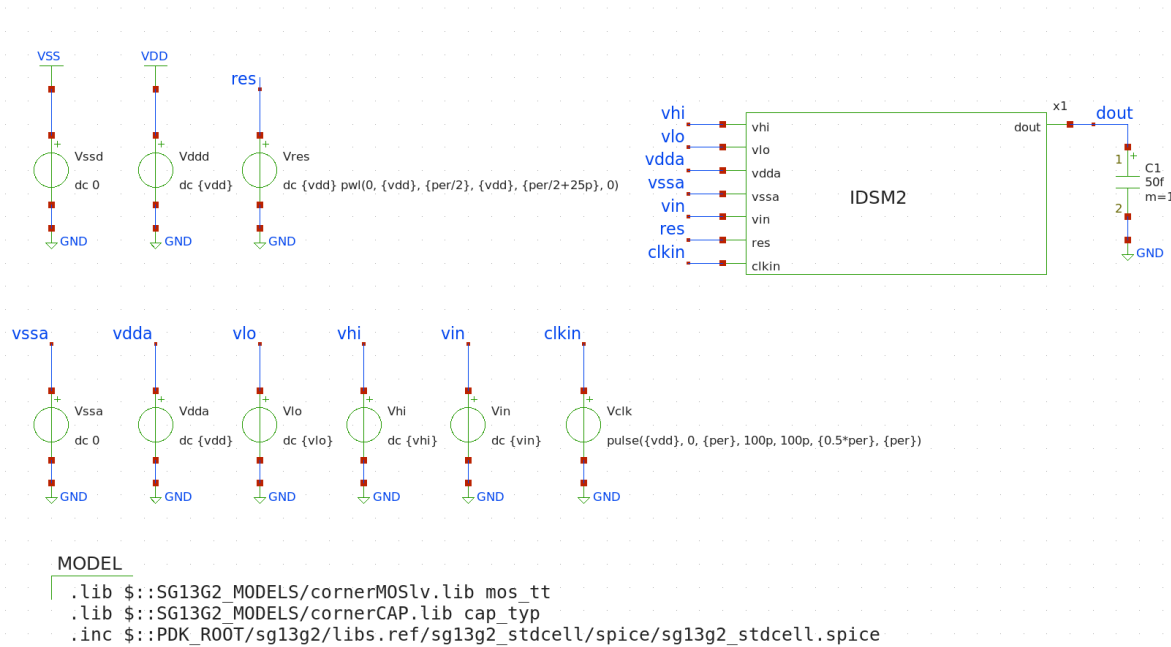 VSS
VDD
res
+
Vssd
dc 0
GND
+
Vddd
dc {vdd}
GND
+
Vres
dc {vdd} pwl(0, {vdd}, {per/2}, {vdd}, {per/2+25p}, 0)
GND
vhi
vlo
vdda
vssa
vin
res
clkin
vhi
vlo
vdda
vssa
vin
res
clkin
IDSM2
x1
dout
dout
1
+
2
C1
50f
m=1
GND
vssa
vdda
vlo
vhi
vin
clkin
+
Vssa
dc 0
GND
+
Vdda
dc {vdd}
GND
+
Vlo
dc {vlo}
GND
+
Vhi
dc {vhi}
GND
+
Vin
dc {vin}
GND
+
Vclk
pulse({vdd}, 0, {per}, 100p, 100p, {0.5*per}, {per})
GND
MODEL
.lib $::SG13G2_MODELS/cornerMOSlv.lib mos_tt
.lib $::SG13G2_MODELS/cornerCAP.lib cap_typ
.inc $::PDK_ROOT/sg13g2/libs.ref/sg13g2_stdcell/spice/sg13g2_stdcell.spice